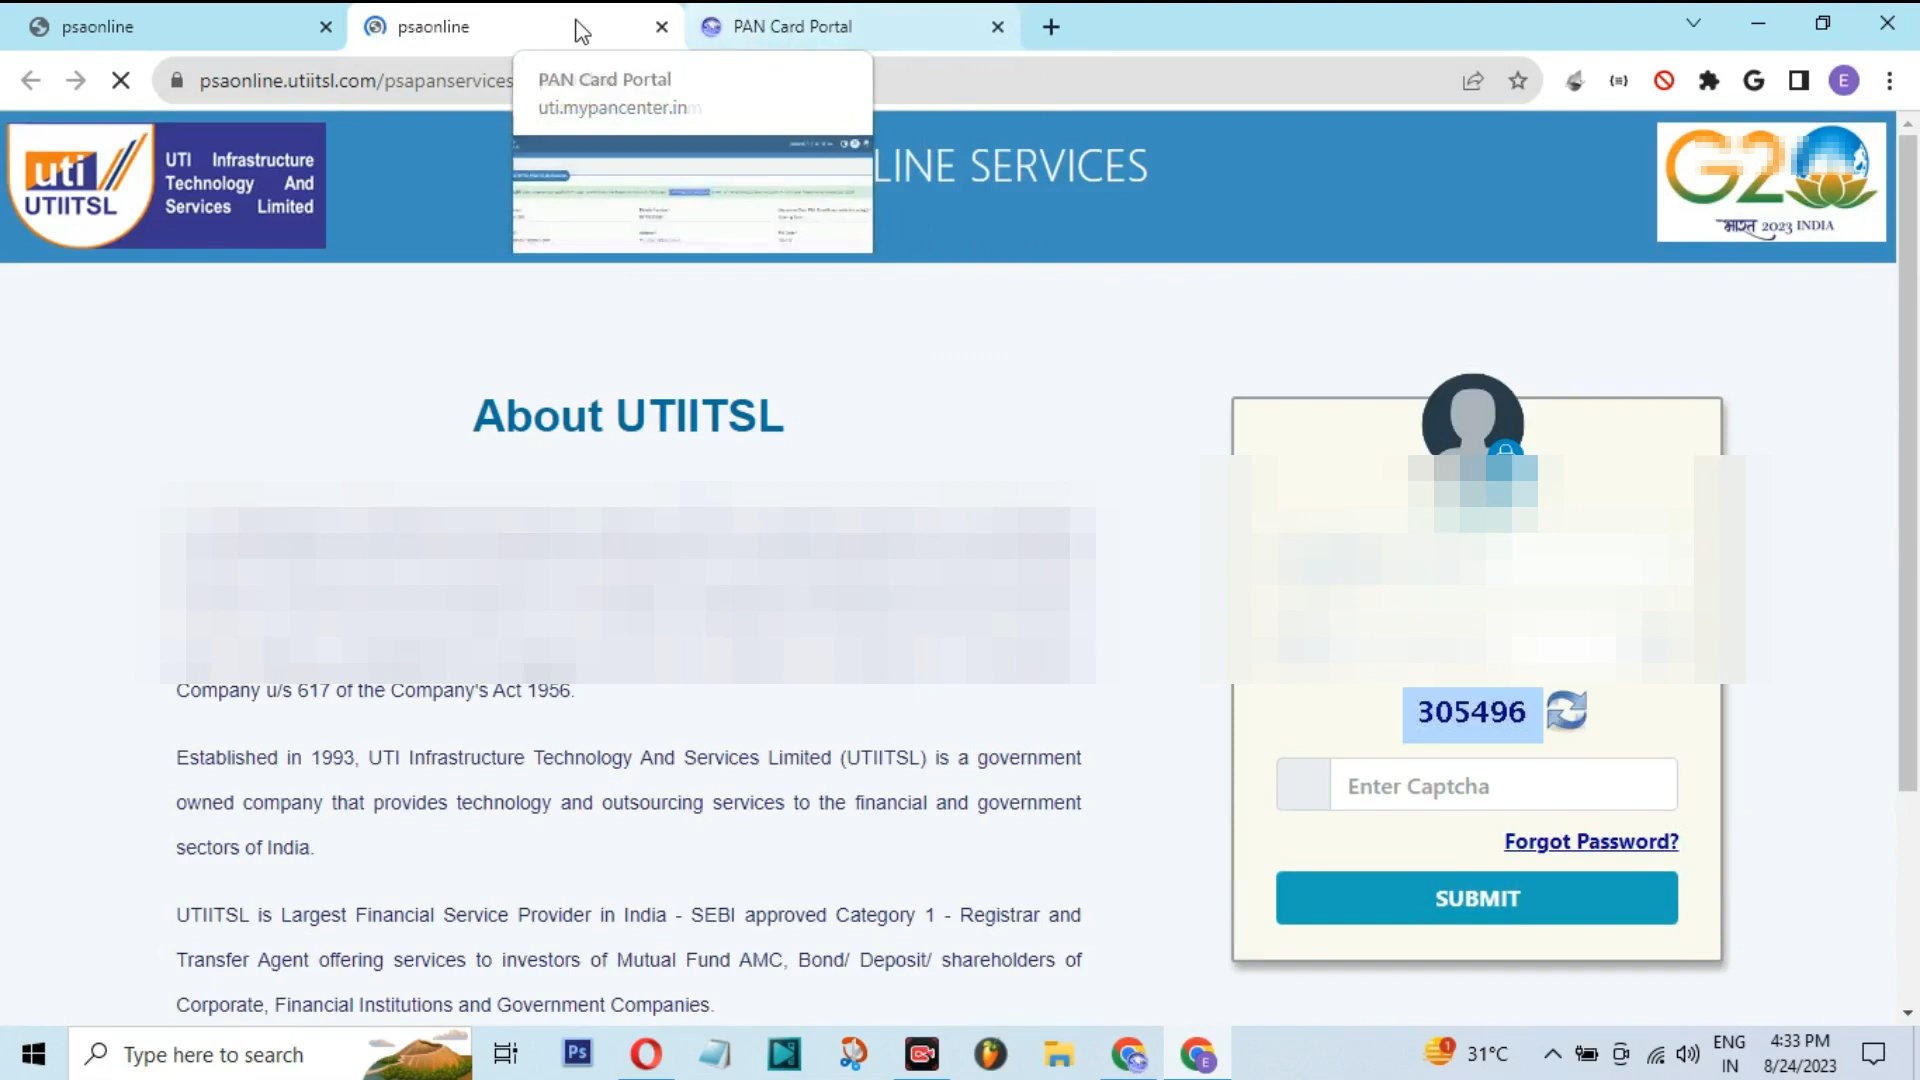 psaonline
psaonline
PAN Card Portal
psaonline.utiitsl.com/psapanservices
PAN Card Portal
uti.mypancenter.in
uti
UTIITSL
UTI Infrastructure
Technology And
Services Limited
LINE SERVICES
G20
भारत 2023 INDIA
About UTIITSL
Company u/s 617 of the Company's Act 1956.
Established in 1993, UTI Infrastructure Technology And Services Limited (UTIITSL) is a government
owned company that provides technology and outsourcing services to the financial and government
sectors of India.
UTIITSL is Largest Financial Service Provider in India - SEBI approved Category 1 - Registrar and
Transfer Agent offering services to investors of Mutual Fund AMC, Bond/ Deposit/ shareholders of
Corporate, Financial Institutions and Government Companies.
305496
Enter Captcha
Forgot Password?
SUBMIT
Type here to search
Ps
E
1
31°C
ENG
IN
4:33 PM
8/24/2023